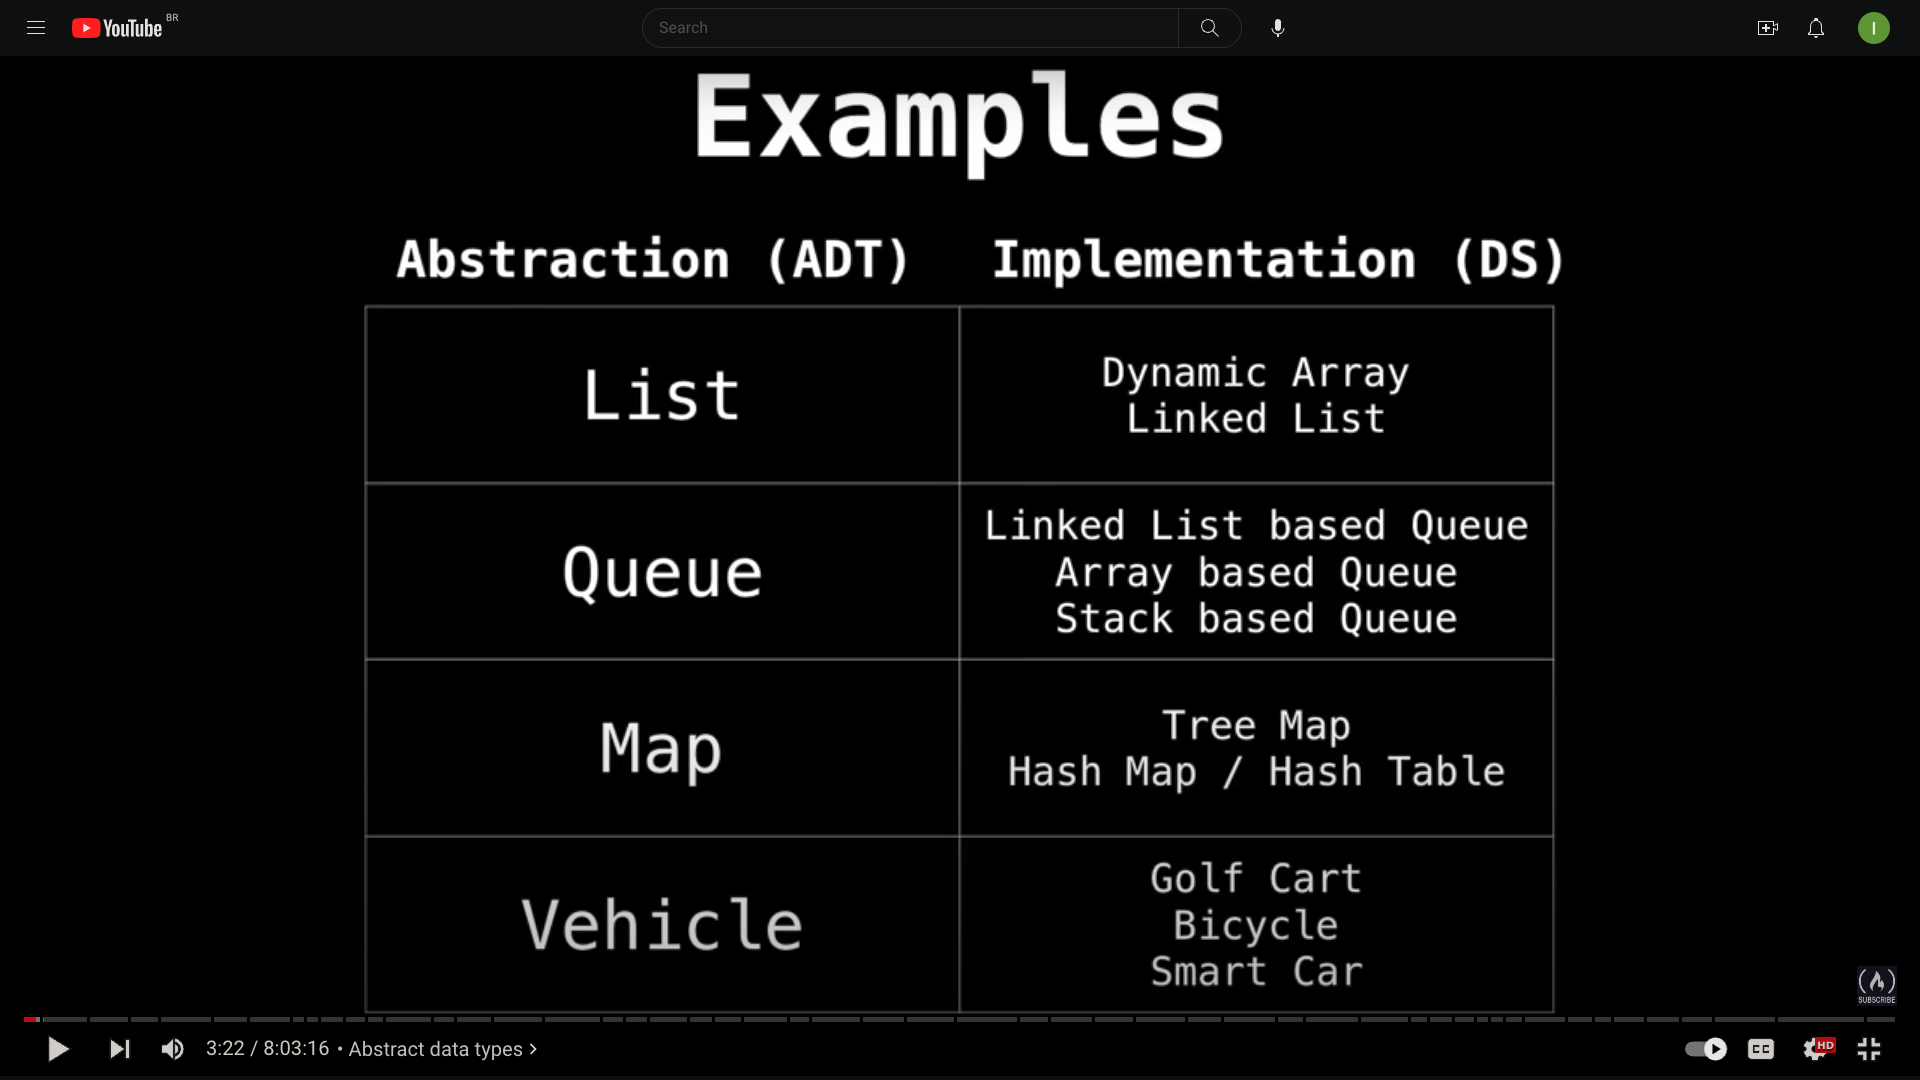 YouTube BR
Search
I
Examples
Abstraction (ADT) Implementation (DS)
List
Dynamic Array
Linked List
Queue
Linked List based Queue
Array based Queue
Stack based Queue
Map
Tree Map
Hash Map / Hash Table
Vehicle
Golf Cart
Bicycle
Smart Car
SUBSCRIBE
3:22 / 8:03:16 • Abstract data types
CC
HD